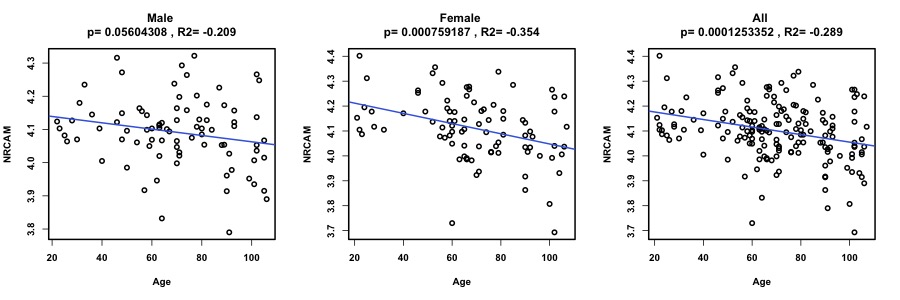 Male
p= 0.05604308 , R2= -0.209
NRCAM
4.3
4.2
4.1
4.0
3.9
3.8
20 40 60 80 100
Age
Female
p= 0.000759187 , R2= -0.354
NRCAM
4.4
4.3
4.2
4.1
4.0
3.9
3.8
3.7
20 40 60 80 100
Age
All
p= 0.0001253352 , R2= -0.289
NRCAM
4.4
4.3
4.2
4.1
4.0
3.9
3.8
3.7
20 40 60 80 100
Age